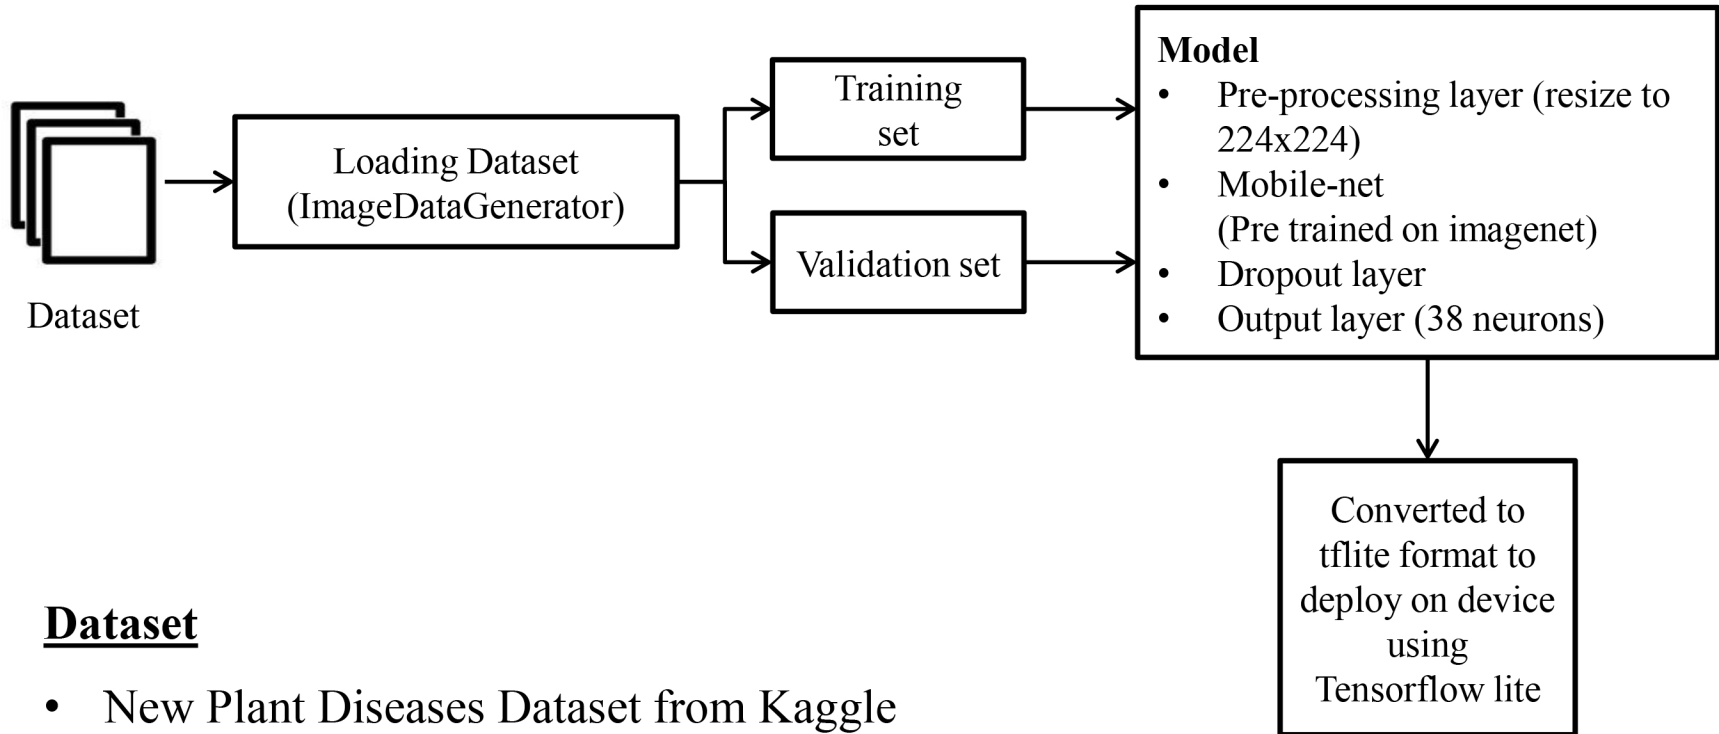 Dataset
Loading Dataset
(ImageDataGenerator)
Training
set
Validation set
Model
• Pre-processing layer (resize to
224x224)
• Mobile-net
(Pre trained on imagenet)
• Dropout layer
• Output layer (38 neurons)
Converted to
tflite format to
deploy on device
using
Tensorflow lite
Dataset
• New Plant Diseases Dataset from Kaggle